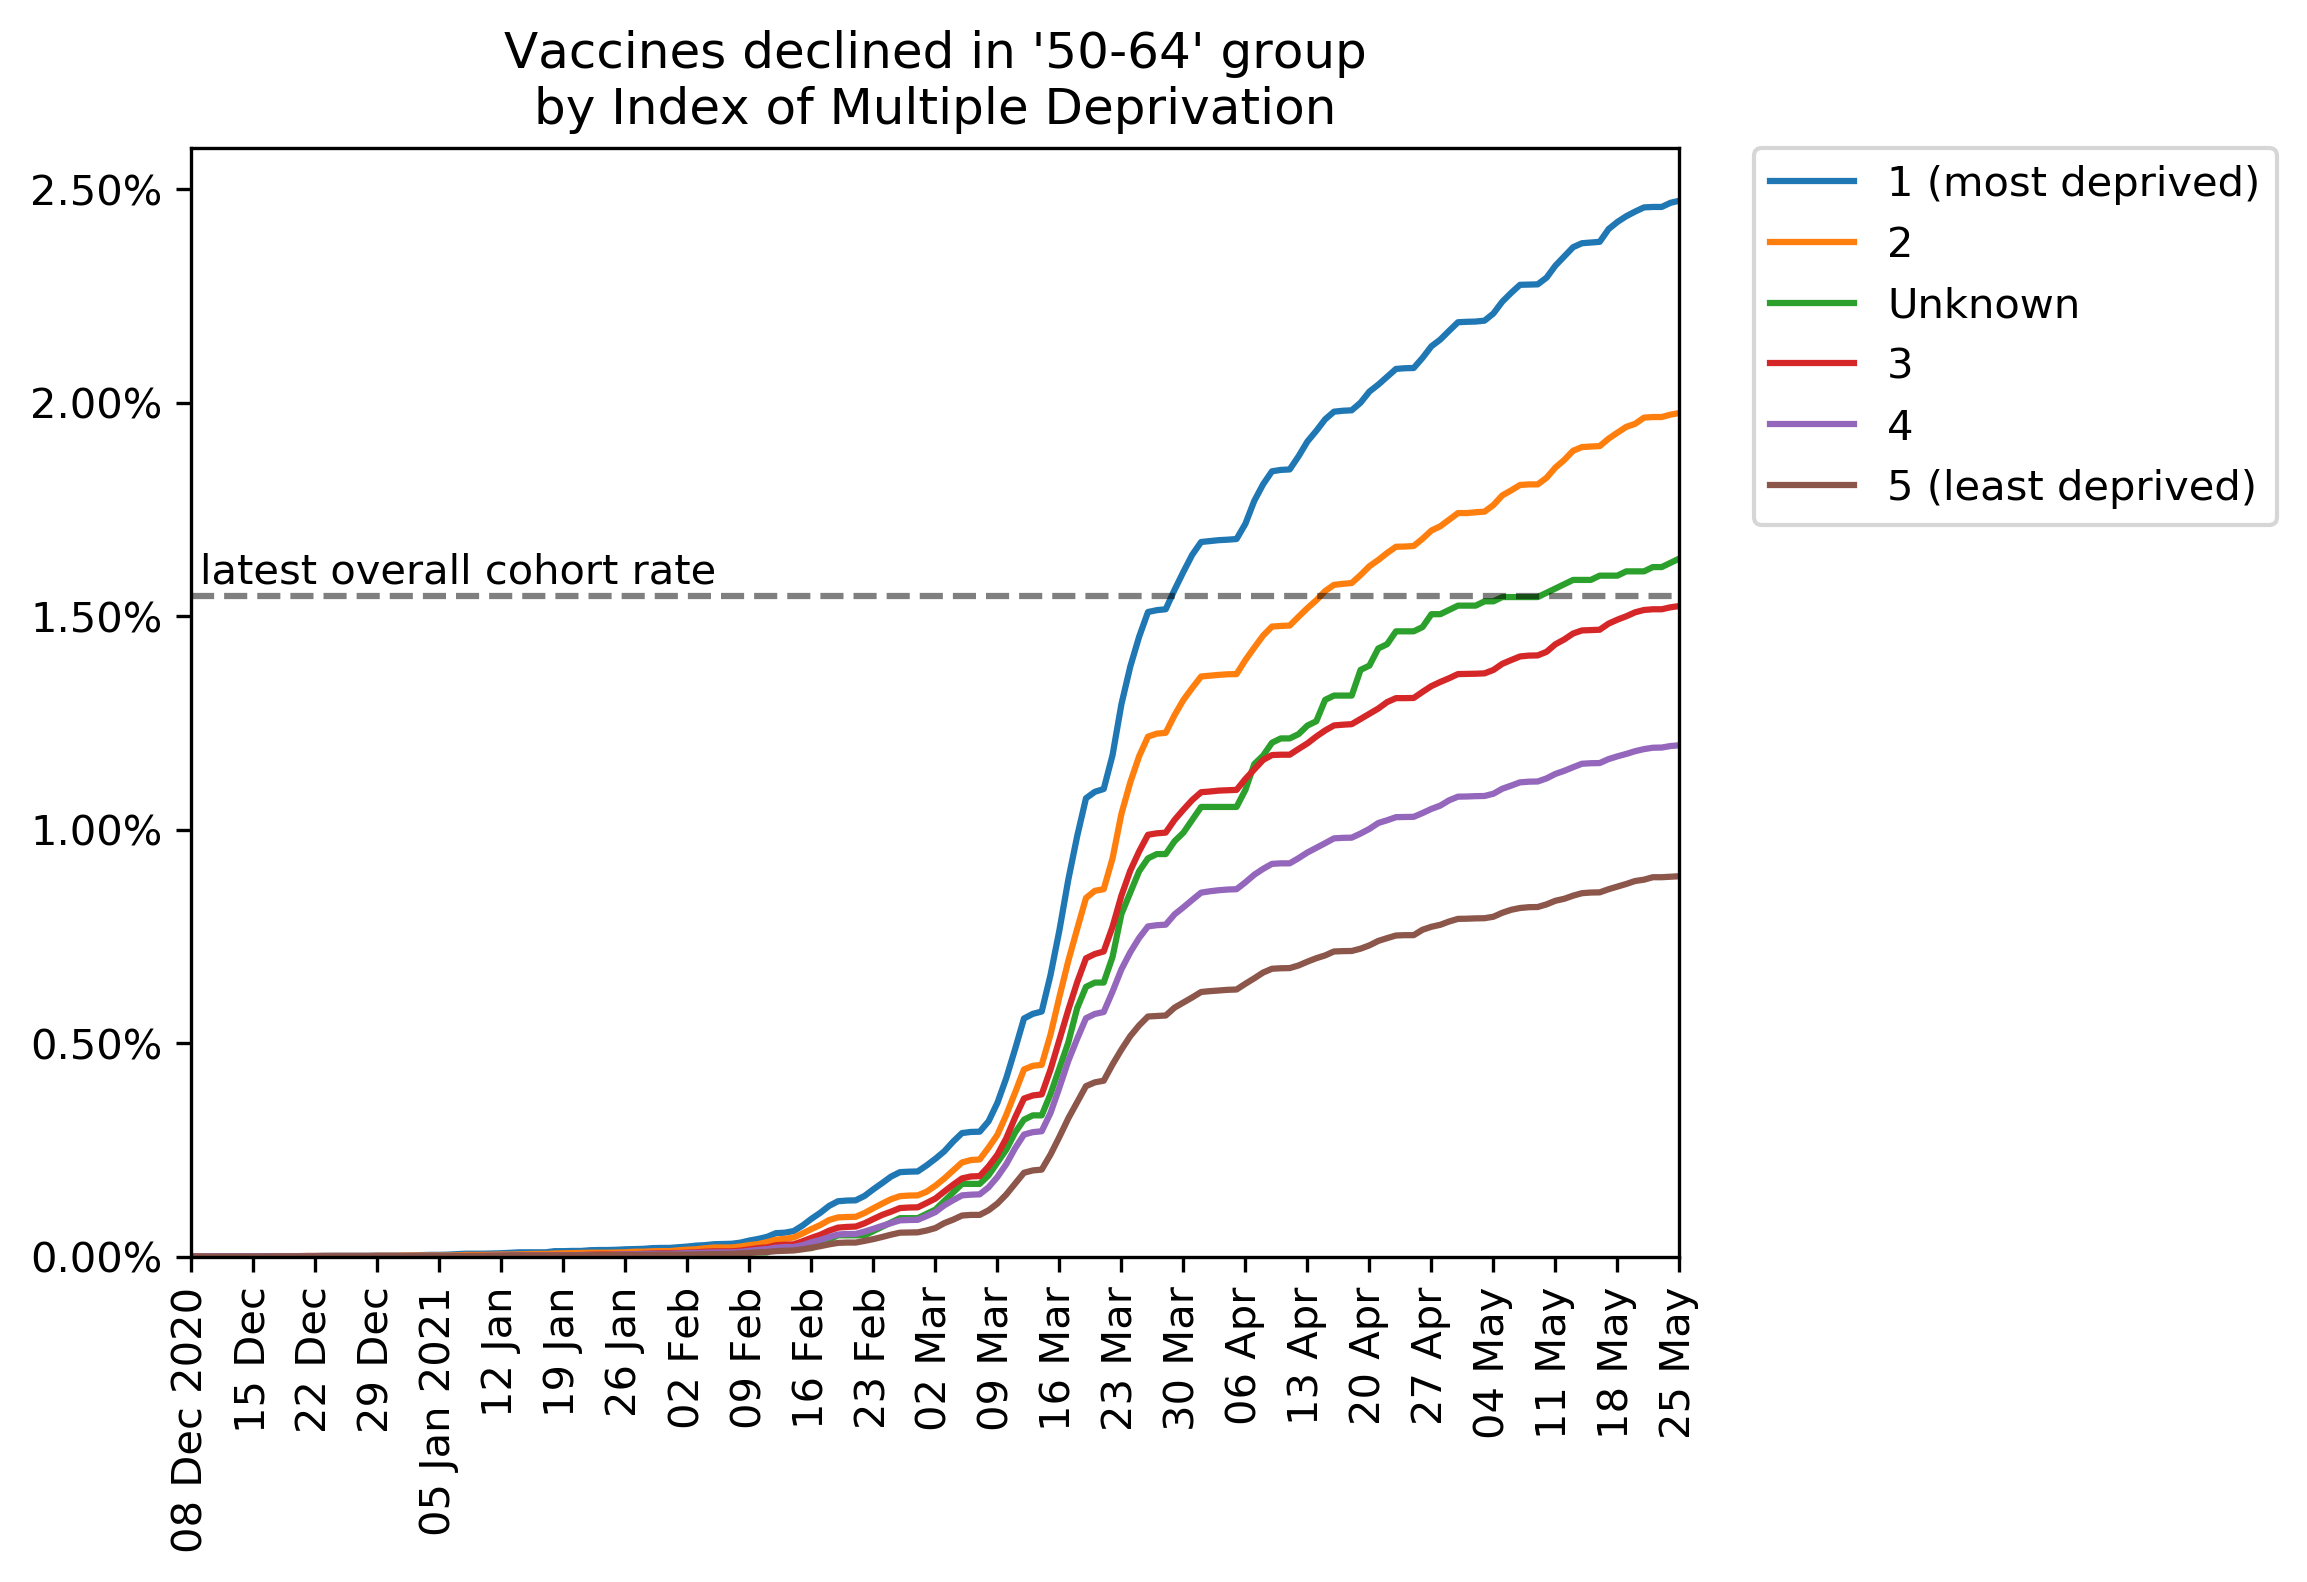 Vaccines declined in '50-64' group
by Index of Multiple Deprivation
2.50%
2.00%
1.50%
1.00%
0.50%
0.00%
latest overall cohort rate
08 Dec 2020
15 Dec
22 Dec
29 Dec
05 Jan 2021
12 Jan
19 Jan
26 Jan
02 Feb
09 Feb
16 Feb
23 Feb
02 Mar
09 Mar
16 Mar
23 Mar
30 Mar
06 Apr
13 Apr
20 Apr
27 Apr
04 May
11 May
18 May
25 May
1 (most deprived)
2
Unknown
3
4
5 (least deprived)